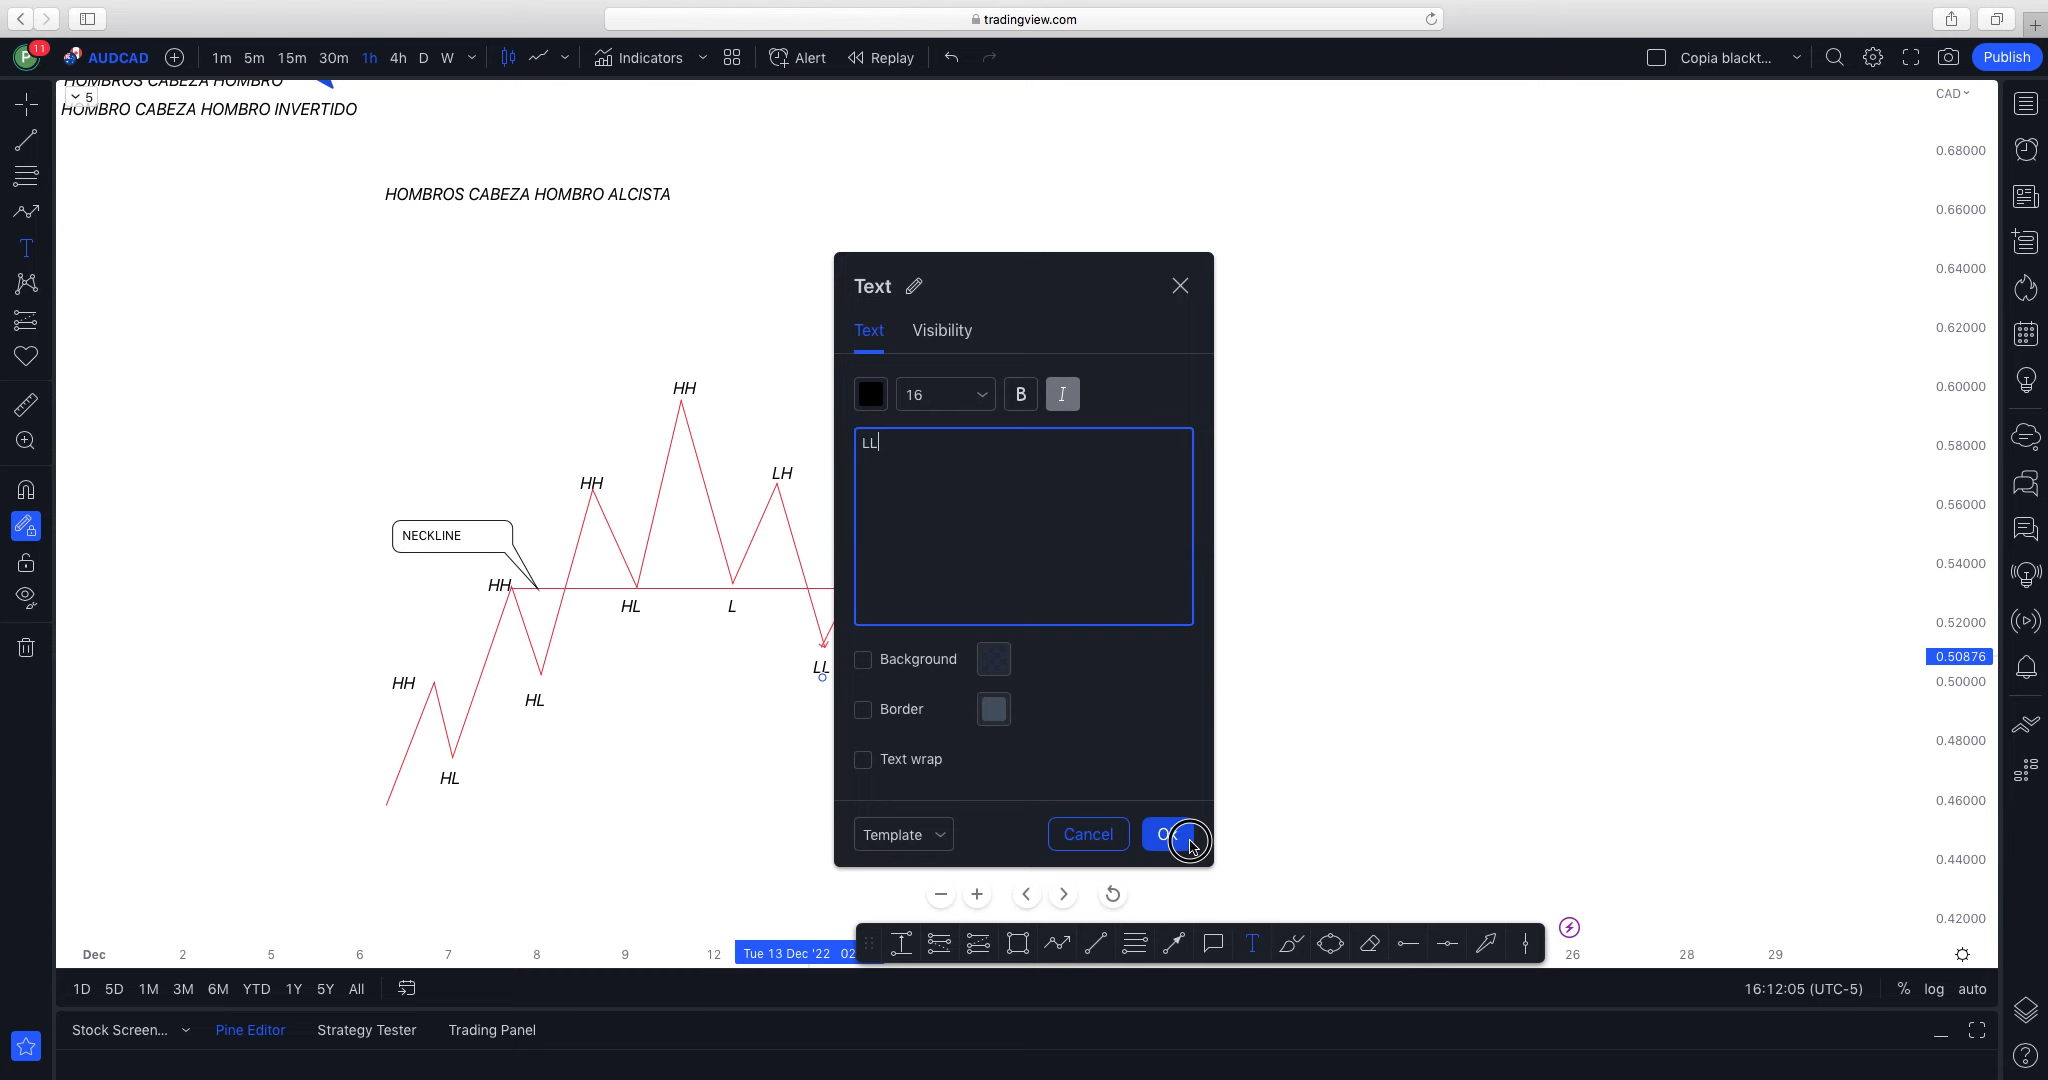 tradingview.com
P
11
AUDCAD
1m 5m 15m 30m 1h 4h D W
Indicators
Alert
Replay
Copia blackt...
Publish
HOMBROS CABEZA HOMBRO
5
HOMBRO CABEZA HOMBRO INVERTIDO
HOMBROS CABEZA HOMBRO ALCISTA
CAD
0.68000
0.66000
0.64000
0.62000
0.60000
0.58000
0.56000
0.54000
0.52000
0.50876
0.50000
0.48000
0.46000
0.44000
0.42000
HH
HH
LH
NECKLINE
HH
HL
L
LL
HH
HL
HL
Text
Text Visibility
16
B
I
LL
Background
Border
Text wrap
Template
Cancel
Ok
T
Dec 2 5 6 7 8 9 12 Tue 13 Dec '22 02 26 28 29
1D 5D 1M 3M 6M YTD 1Y 5Y All
16:12:05 (UTC-5)
% log auto
Stock Screen... Pine Editor Strategy Tester Trading Panel